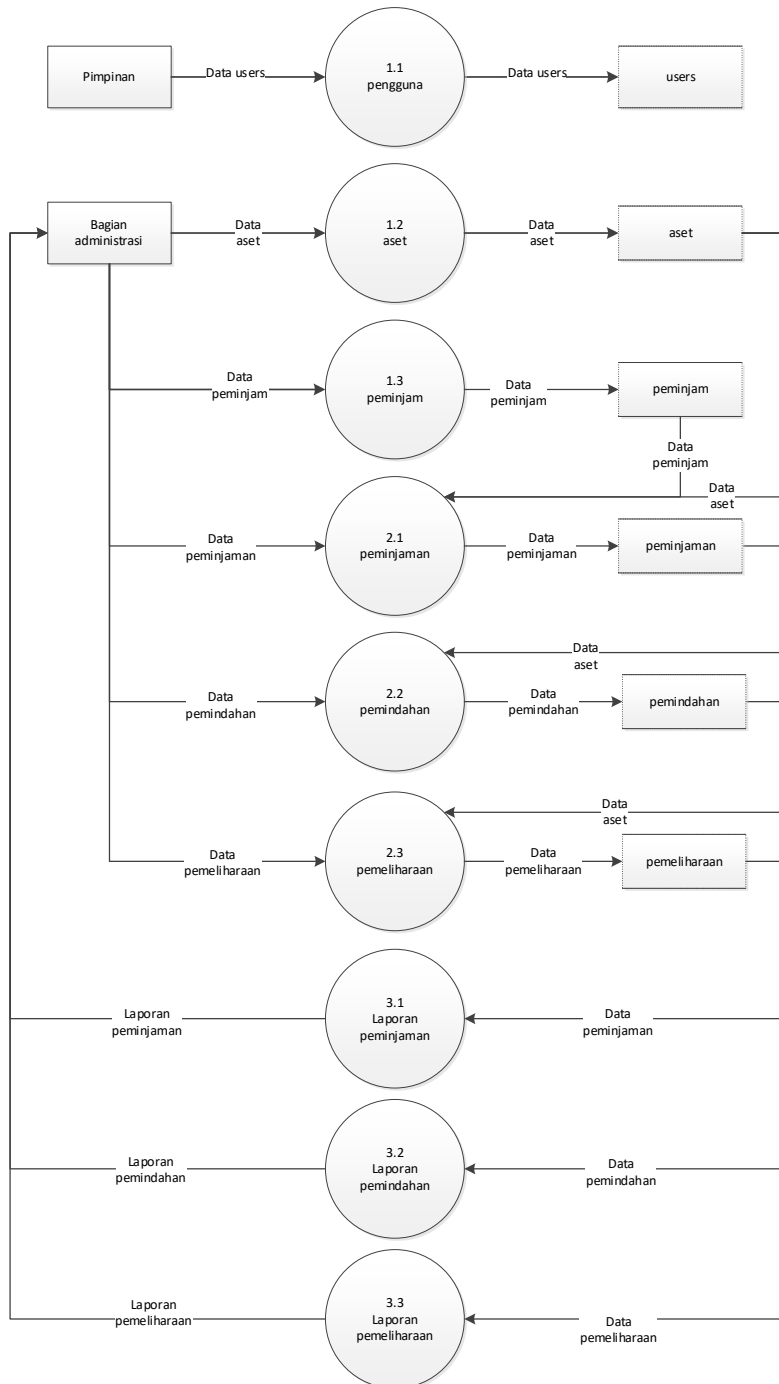 Pimpinan
Data users
1.1
pengguna
Data users
users
Bagian
administrasi
Data
aset
1.2
aset
Data
aset
aset
Data
peminjam
1.3
peminjam
Data
peminjam
peminjam
Data
peminjam
Data
aset
Data
peminjaman
2.1
peminjaman
Data
peminjaman
peminjaman
Data
aset
Data
pemindahan
2.2
pemindahan
Data
pemindahan
pemindahan
Data
aset
Data
pemeliharaan
2.3
pemeliharaan
Data
pemeliharaan
pemeliharaan
Laporan
peminjaman
3.1
Laporan
peminjaman
Data
peminjaman
Laporan
pemindahan
3.2
Laporan
pemindahan
Data
pemindahan
Laporan
pemeliharaan
3.3
Laporan
pemeliharaan
Data
pemeliharaan